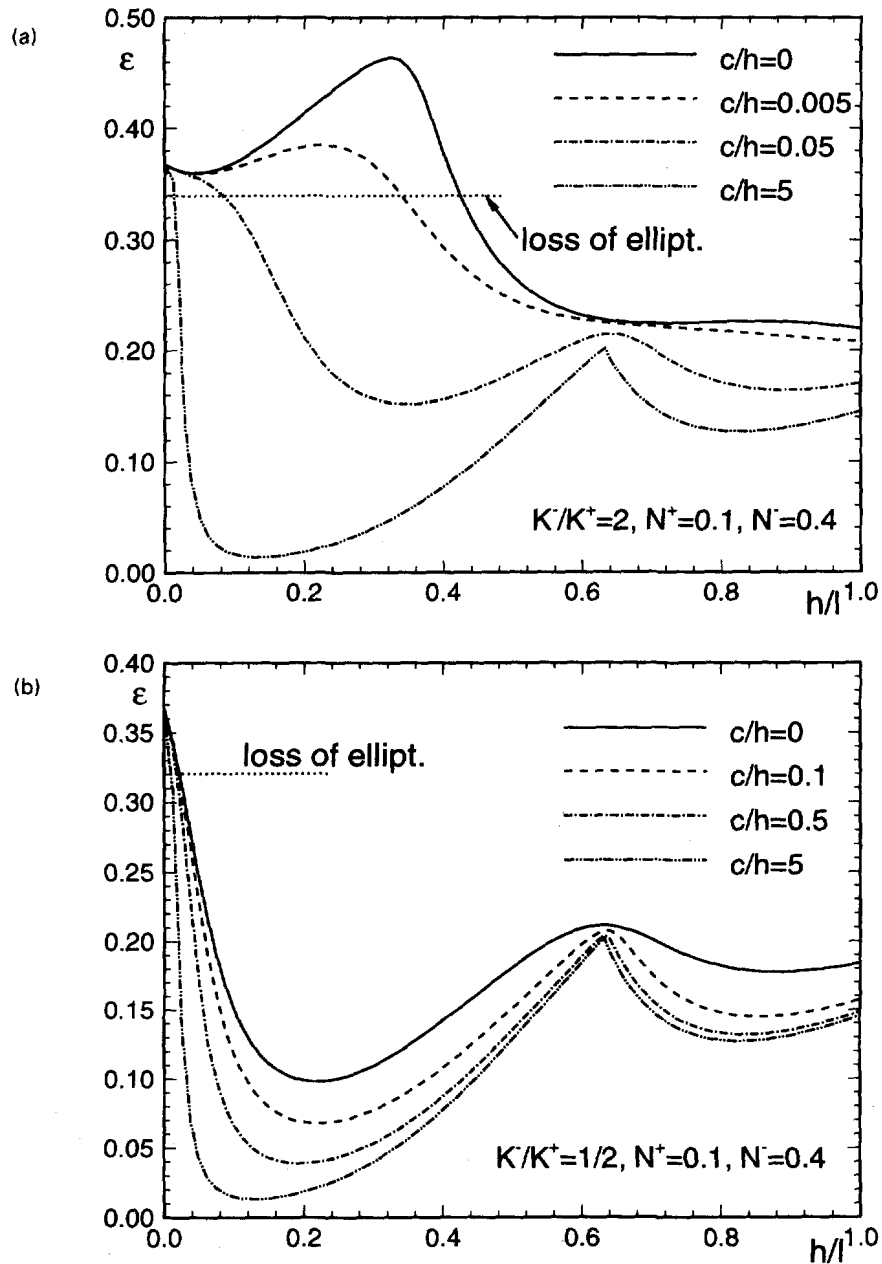 (a)
ε
0.50
0.40
0.30
0.20
0.10
0.00
c/h=0
c/h=0.005
c/h=0.05
c/h=5
loss of ellipt.
K⁻/K⁺=2, N⁺=0.1, N⁻=0.4
0.0 0.2 0.4 0.6 0.8 1.0
h/l
(b)
ε
0.40
0.35
0.30
0.25
0.20
0.15
0.10
0.05
0.00
loss of ellipt.
c/h=0
c/h=0.1
c/h=0.5
c/h=5
K⁻/K⁺=1/2, N⁺=0.1, N⁻=0.4
0.0 0.2 0.4 0.6 0.8 1.0
h/l